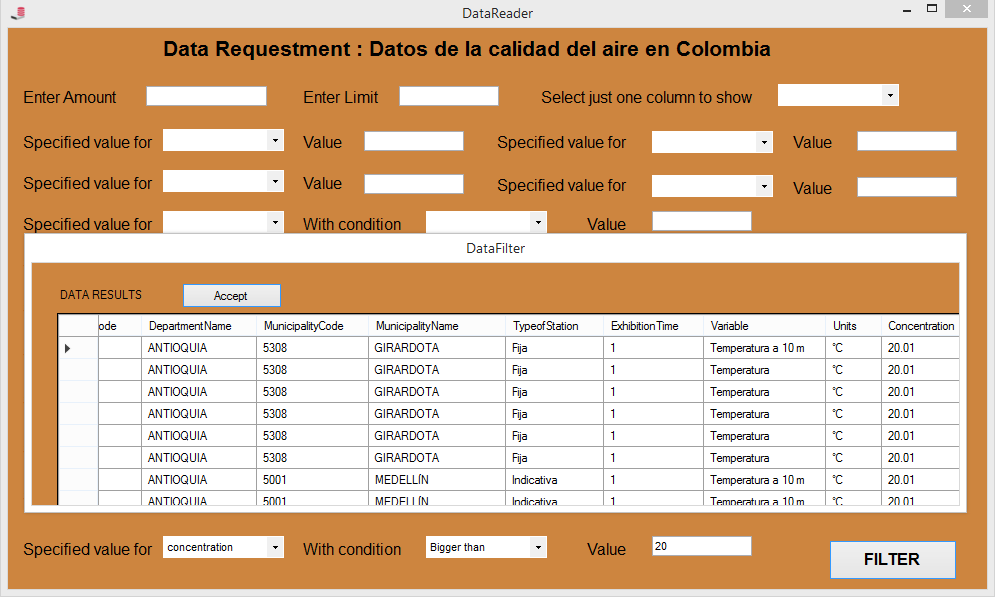 DataReader
Data Requestment : Datos de la calidad del aire en Colombia
Enter Amount Enter Limit Select just one column to show
Specified value for Value Specified value for Value
Specified value for Value Specified value for Value
Specified value for With condition Value
DataFilter
DATA RESULTS Accept
ode DepartmentName MunicipalityCode MunicipalityName TypeofStation ExhibitionTime Variable Units Concentration
ANTIOQUIA 5308 GIRARDOTA Fija 1 Temperatura a 10 m °C 20.01
ANTIOQUIA 5308 GIRARDOTA Fija 1 Temperatura °C 20.01
ANTIOQUIA 5308 GIRARDOTA Fija 1 Temperatura °C 20.01
ANTIOQUIA 5308 GIRARDOTA Fija 1 Temperatura °C 20.01
ANTIOQUIA 5308 GIRARDOTA Fija 1 Temperatura °C 20.01
ANTIOQUIA 5308 GIRARDOTA Fija 1 Temperatura °C 20.01
ANTIOQUIA 5001 MEDELLÍN Indicativa 1 Temperatura a 10 m °C 20.01
ANTIOQUIA 5001 MEDELLÍN Indicativa 1 Temperatura a 10 m °C 20.01
Specified value for concentration With condition Bigger than Value 20
FILTER